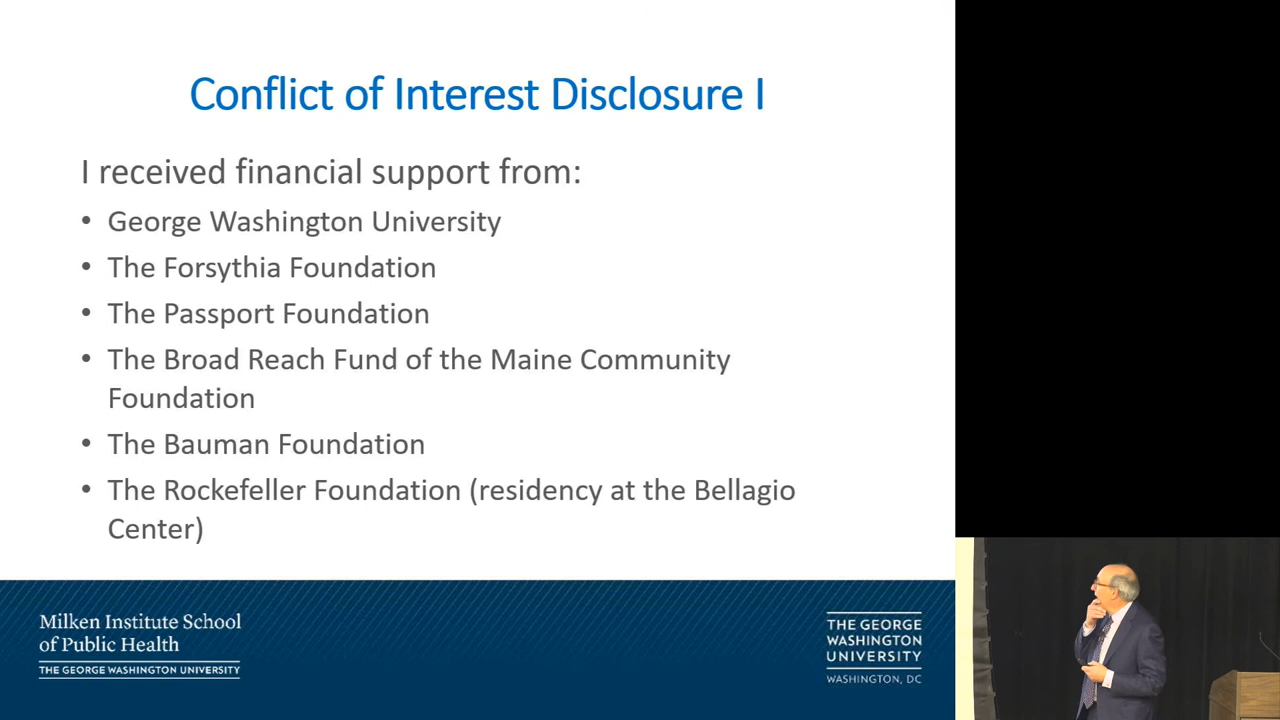 Conflict of Interest Disclosure I
I received financial support from:
• George Washington University
• The Forsythia Foundation
• The Passport Foundation
• The Broad Reach Fund of the Maine Community
Foundation
• The Bauman Foundation
• The Rockefeller Foundation (residency at the Bellagio
Center)
Milken Institute School
of Public Health
THE GEORGE WASHINGTON UNIVERSITY
THE GEORGE
WASHINGTON
UNIVERSITY
WASHINGTON, DC